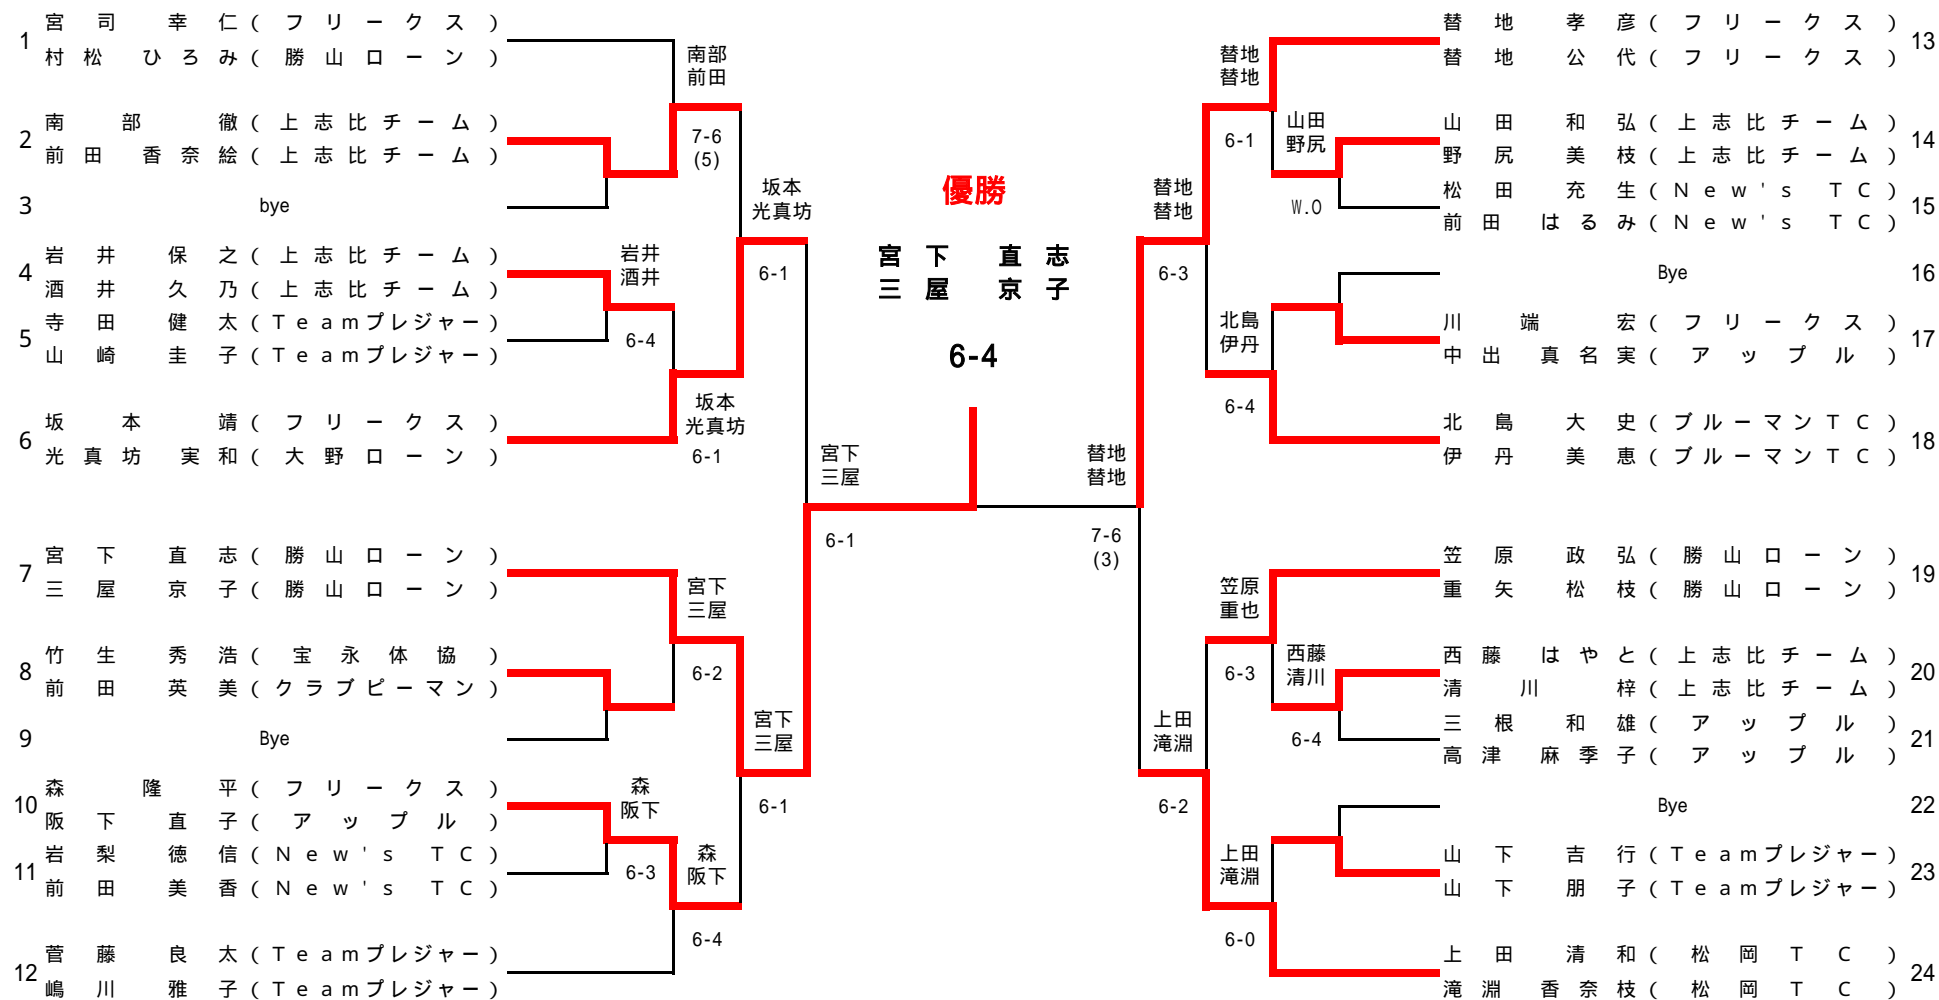 1 宮司 幸仁(フリークス)
村松 ひろみ(勝山ローン)
2 南部 徹(上志比チーム)
前田 香奈絵(上志比チーム)
3 bye
4 岩井 保之(上志比チーム)
酒井 久乃(上志比チーム)
5 寺田 健太(Teamプレジャー)
山崎 圭子(Teamプレジャー)
6 坂本 靖(フリークス)
光真坊 実和(大野ローン)
7 宮下 直志(勝山ローン)
三屋 京子(勝山ローン)
8 竹生 秀浩(宝永体協)
前田 英美(クラブピーマン)
9 Bye
10 森 隆平(フリークス)
阪下 直子(アップル)
11 岩梨 徳信(New's TC)
前田 美香(New's TC)
12 菅藤 良太(Teamプレジャー)
嶋川 雅子(Teamプレジャー)
岩井
酒井
6-4
森
阪下
6-3
南部
前田
7-6
(5)
坂本
光真坊
6-1
宮下
三屋
6-2
森
阪下
6-4
坂本
光真坊
6-1
宮下
三屋
6-1
宮下
三屋
6-1
優勝
宮下 直志
三屋 京子
6-4
替地
替地
7-6
(3)
替地
替地
6-3
上田
滝淵
6-2
替地
替地
6-1
北島
伊丹
6-4
笠原
重也
6-3
上田
滝淵
6-0
山田
野尻
W.O
西藤
清川
6-4
替地 孝彦(フリークス) 13
替地 公代(フリークス)
山田 和弘(上志比チーム) 14
野尻 美枝(上志比チーム)
松田 充生(New's TC) 15
前田 はるみ(New's TC)
Bye 16
川端 宏(フリークス) 17
中出 真名実(アップル)
北島 大史(ブルーマンTC) 18
伊丹 美恵(ブルーマンTC)
笠原 政弘(勝山ローン) 19
重矢 松枝(勝山ローン)
西藤 はやと(上志比チーム) 20
清川 梓(上志比チーム)
三根 和雄(アップル) 21
高津 麻季子(アップル)
Bye 22
山下 吉行(Teamプレジャー) 23
山下 朋子(Teamプレジャー)
上田 清和(松岡TC) 24
滝淵 香奈枝(松岡TC)